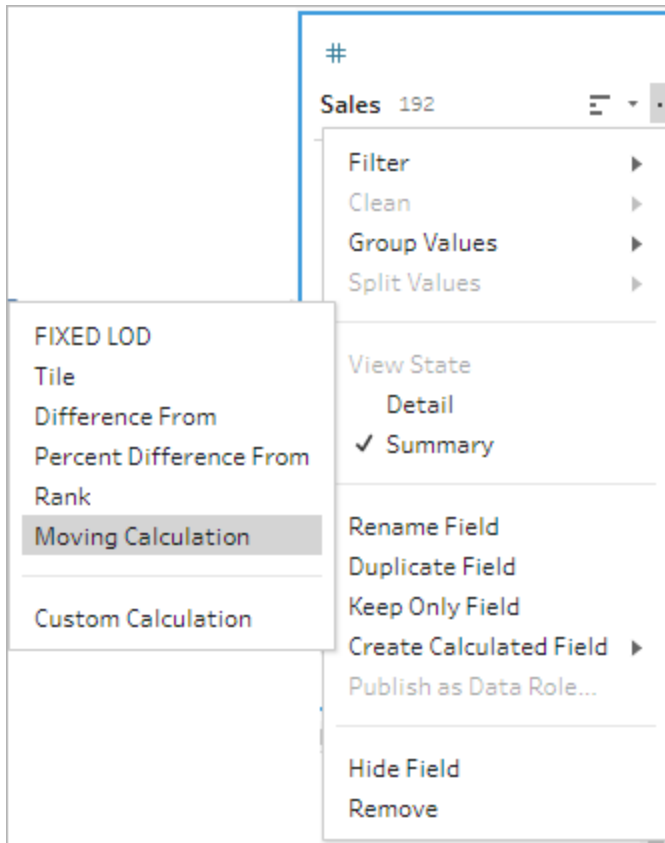 #
Sales 192
Filter
Clean
Group Values
Split Values
View State
Detail
✓ Summary
Rename Field
Duplicate Field
Keep Only Field
Create Calculated Field
Publish as Data Role...
Hide Field
Remove
FIXED LOD
Tile
Difference From
Percent Difference From
Rank
Moving Calculation
Custom Calculation